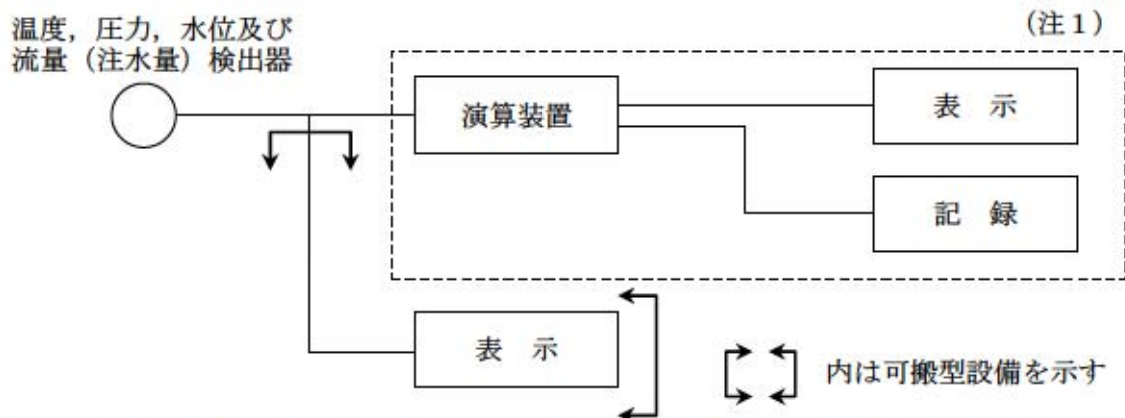 温度，圧力，水位及び
流量（注水量）検出器
（注１）
演算装置
表　示
記　録
表　示
内は可搬型設備を示す